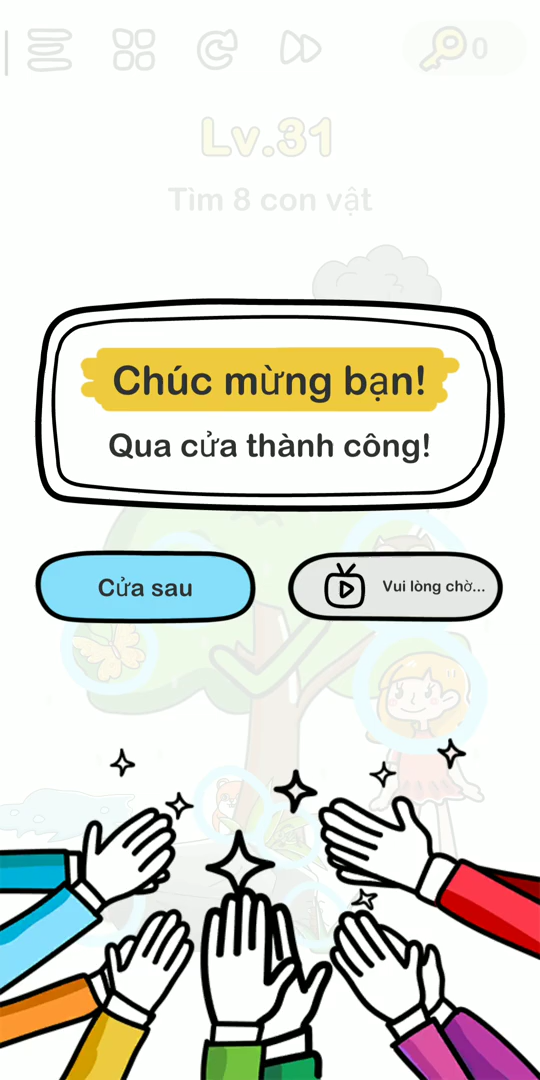 0
Lv.31
Tìm 8 con vật
Chúc mừng bạn!
Qua cửa thành công!
Cửa sau
Vui lòng chờ...